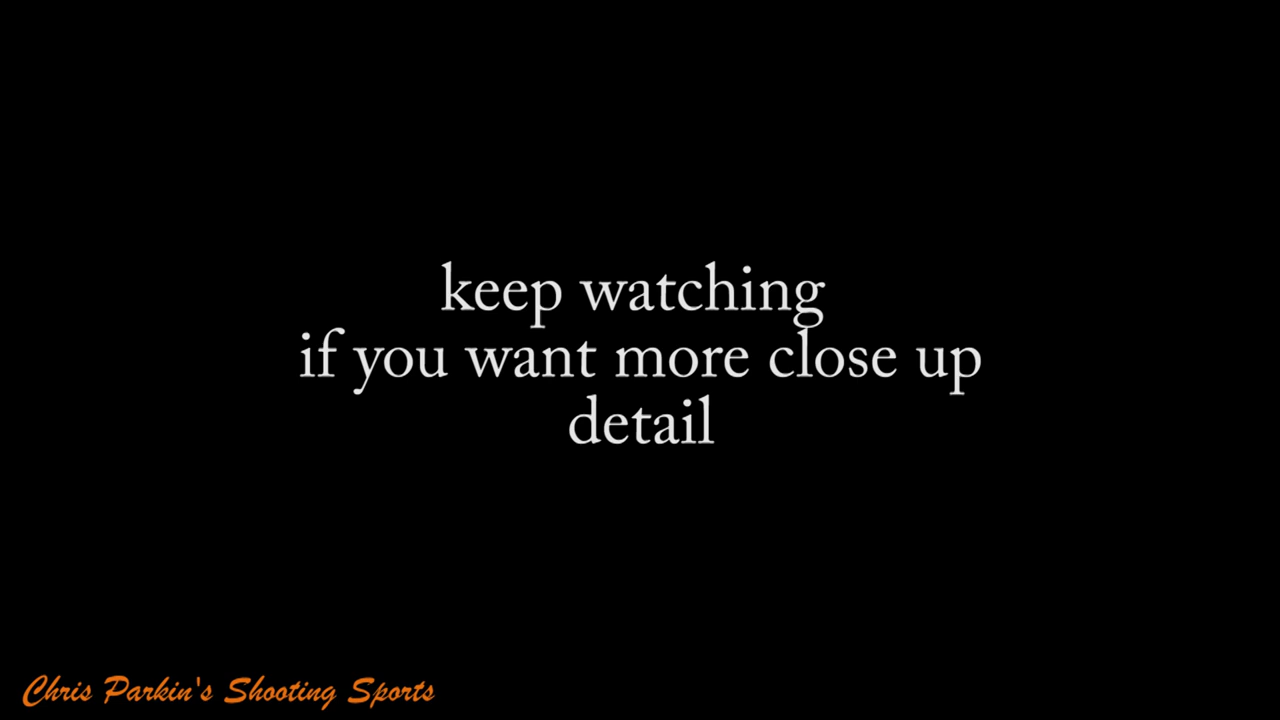 keep watching
if you want more close up
detail
Chris Parkin's Shooting Sports